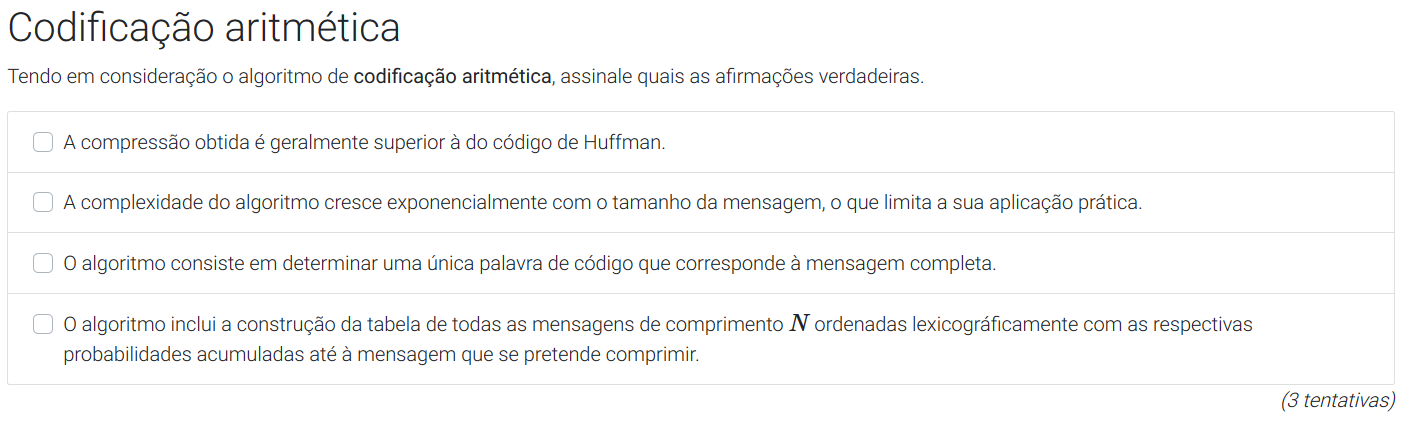 Codificação aritmética
Tendo em consideração o algoritmo de codificação aritmética, assinale quais as afirmações verdadeiras.
A compressão obtida é geralmente superior à do código de Huffman.
A complexidade do algoritmo cresce exponencialmente com o tamanho da mensagem, o que limita a sua aplicação prática.
O algoritmo consiste em determinar uma única palavra de código que corresponde à mensagem completa.
O algoritmo inclui a construção da tabela de todas as mensagens de comprimento N ordenadas lexicográficamente com as respectivas
probabilidades acumuladas até à mensagem que se pretende comprimir.
(3 tentativas)